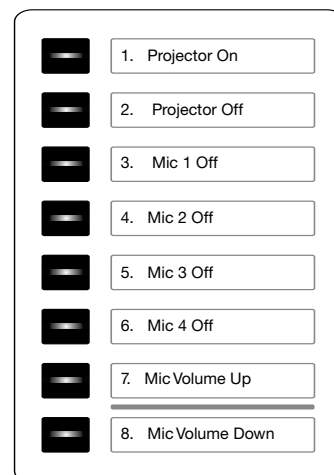 1. Projector On
2. Projector Off
3. Mic 1 Off
4. Mic 2 Off
5. Mic 3 Off
6. Mic 4 Off
7. Mic Volume Up
8. Mic Volume Down